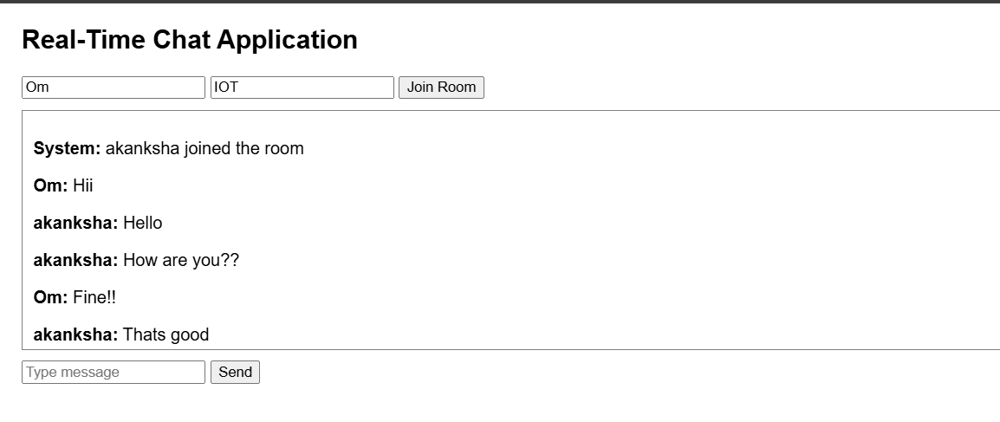 Real-Time Chat Application
Om IOT Join Room
System: akanksha joined the room
Om: Hii
akanksha: Hello
akanksha: How are you??
Om: Fine!!
akanksha: Thats good
Type message Send